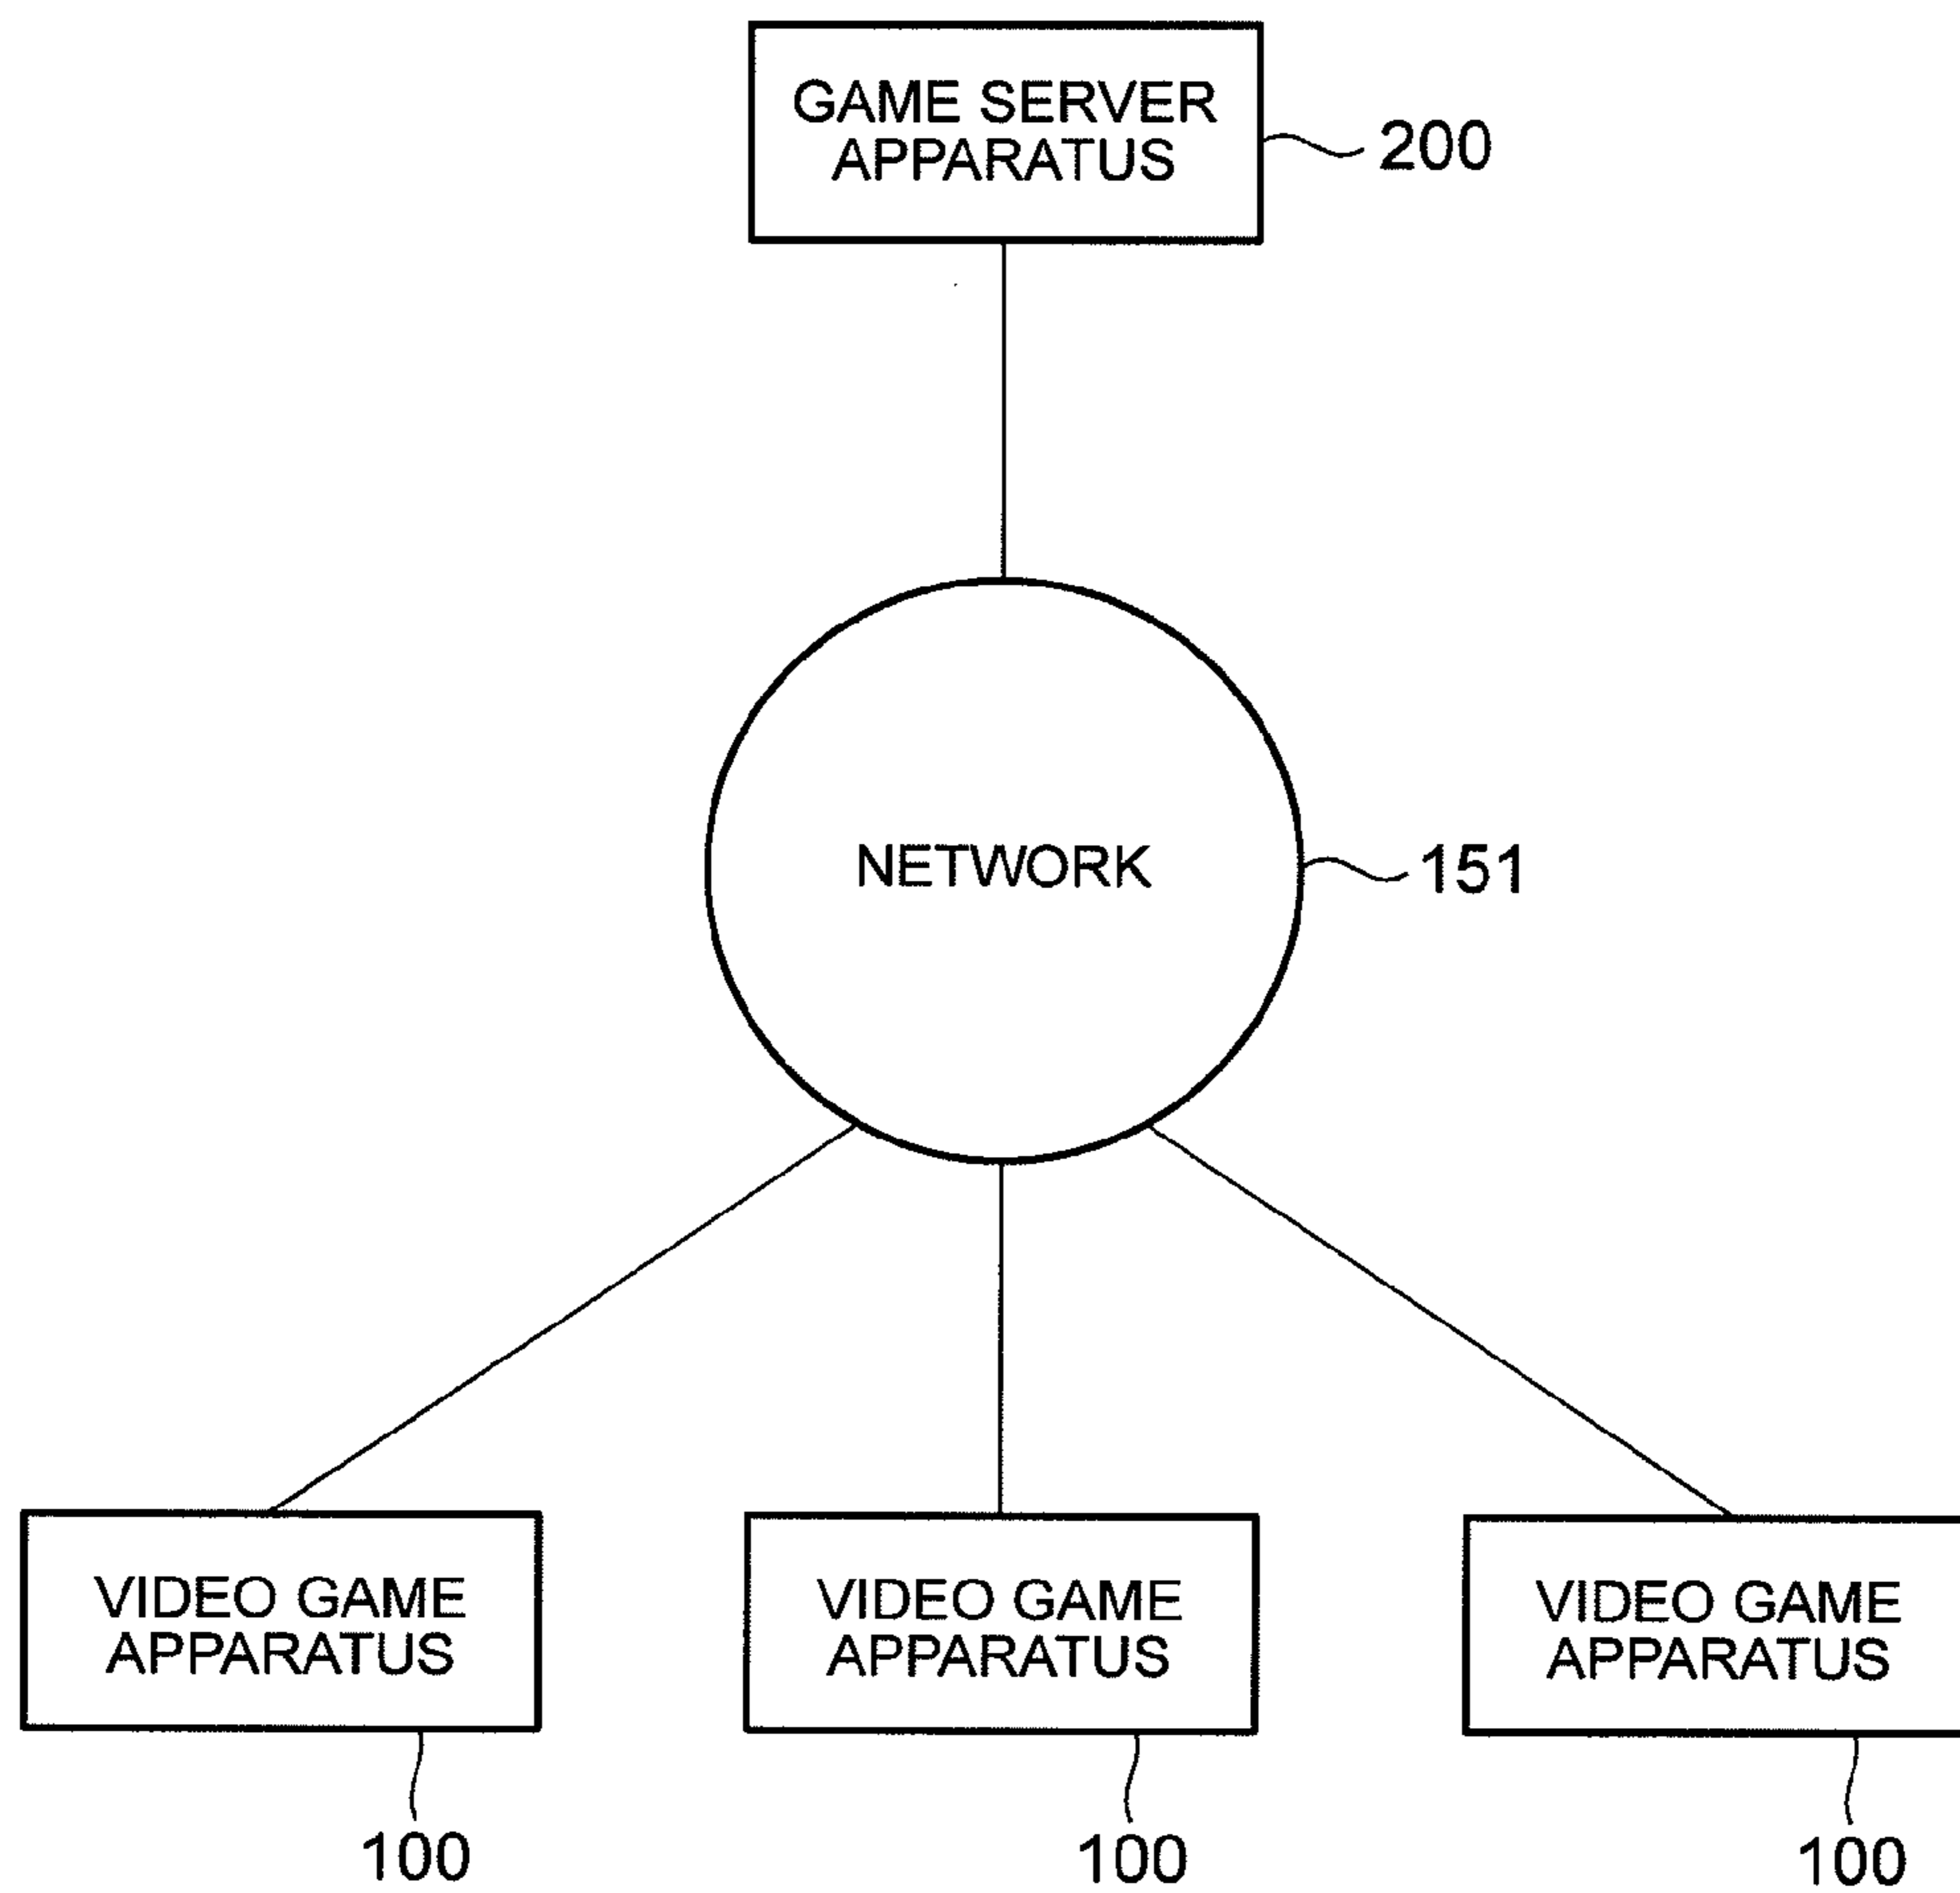 GAME SERVER
APPARATUS
200
NETWORK
151
VIDEO GAME
APPARATUS
100
VIDEO GAME
APPARATUS
100
VIDEO GAME
APPARATUS
100